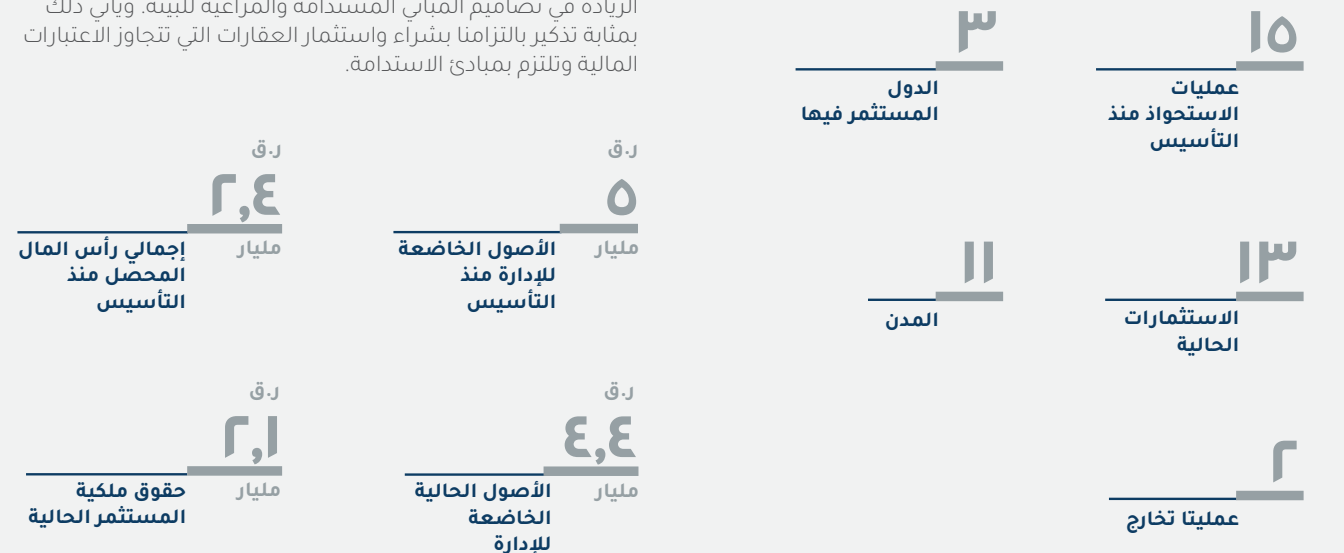 ١٥
عمليات
الاستحواذ منذ
التأسيس
٣
الدول
المستثمر فيها
١٣
الاستثمارات
الحالية
١١
المدن
٢
عمليتا تخارج
الزيادة في تصاميم المباني المستدامة والمراعية للبيئة. ويأتي ذلك
بمثابة تذكير بالتزامنا بشراء واستثمار العقارات التي تتجاوز الاعتبارات
المالية وتلتزم بمبادئ الاستدامة.
ر.ق
٥
مليار
الأصول الخاضعة
للإدارة منذ
التأسيس
ر.ق
٢,٤
مليار
إجمالي رأس المال
المحصل منذ
التأسيس
ر.ق
٤,٤
مليار
الأصول الحالية
الخاضعة
للإدارة
ر.ق
٢,١
مليار
حقوق ملكية
المستثمر الحالية